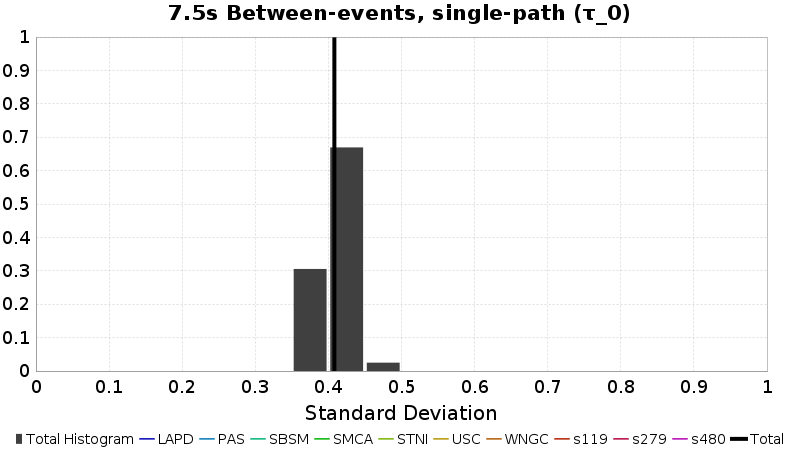 7.5s Between-events, single-path (τ_0)
1
0.9
0.8
0.7
0.6
0.5
0.4
0.3
0.2
0.1
0
0 0.1 0.2 0.3 0.4 0.5 0.6 0.7 0.8 0.9 1
Standard Deviation
Total Histogram LAPD PAS SBSM SMCA STNI USC WNGC s119 s279 s480 Total